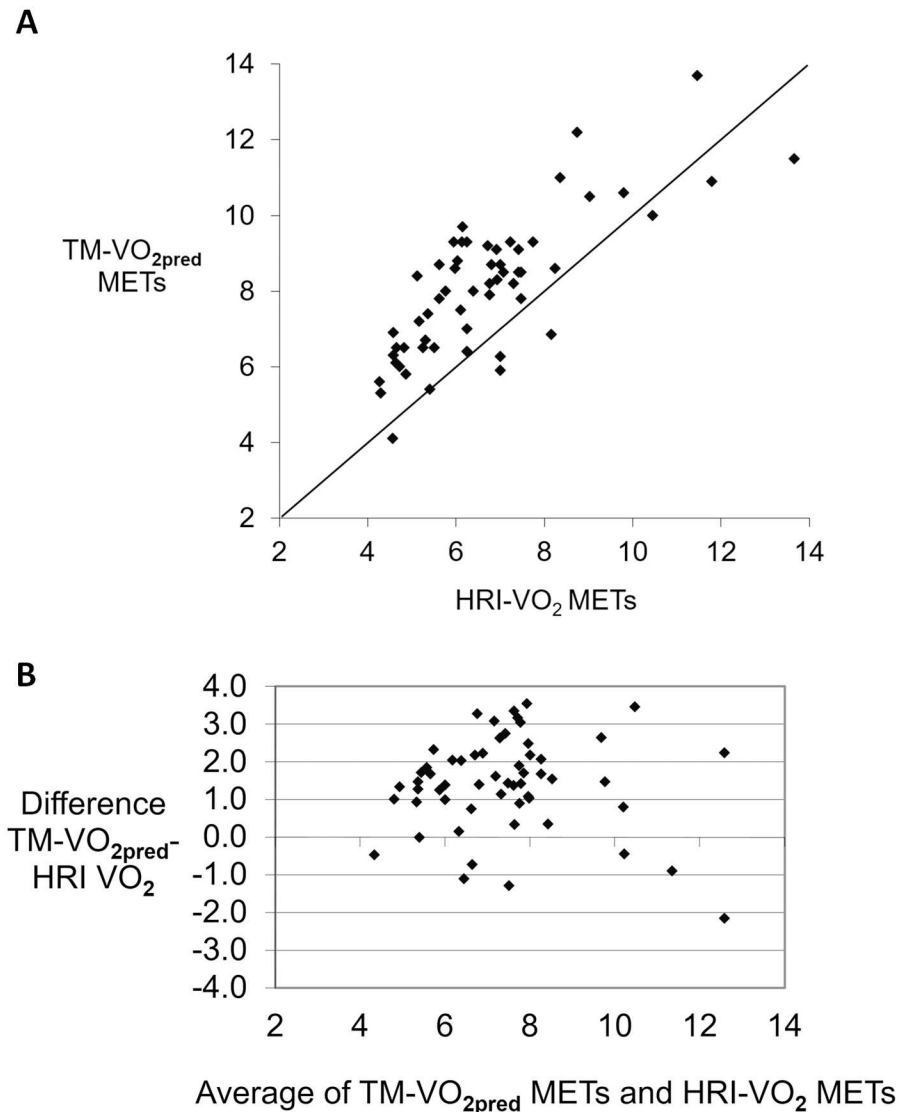 A
14
12
10
8
6
4
2
TM-VO2pred
METs
2 4 6 8 10 12 14
HRI-VO2 METs
B
4.0
3.0
2.0
1.0
0.0
-1.0
-2.0
-3.0
-4.0
Difference
TM-VO2pred-
HRI VO2
2 4 6 8 10 12 14
Average of TM-VO2pred METs and HRI-VO2 METs